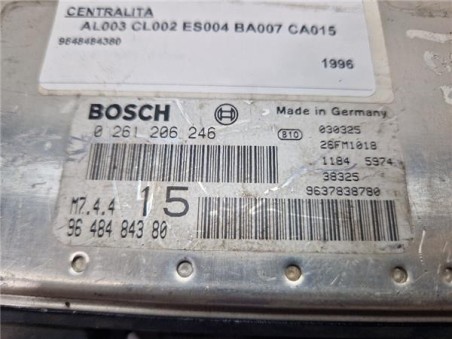 CENTRALITA
AL003 CL002 ES004 BA007 CA015
9648484380
1996
BOSCH
Made in Germany
0 261 206 246
B10
030325
26FM1018
1184 5974
38325
9637838780
M7.4.4 15
96 484 843 80